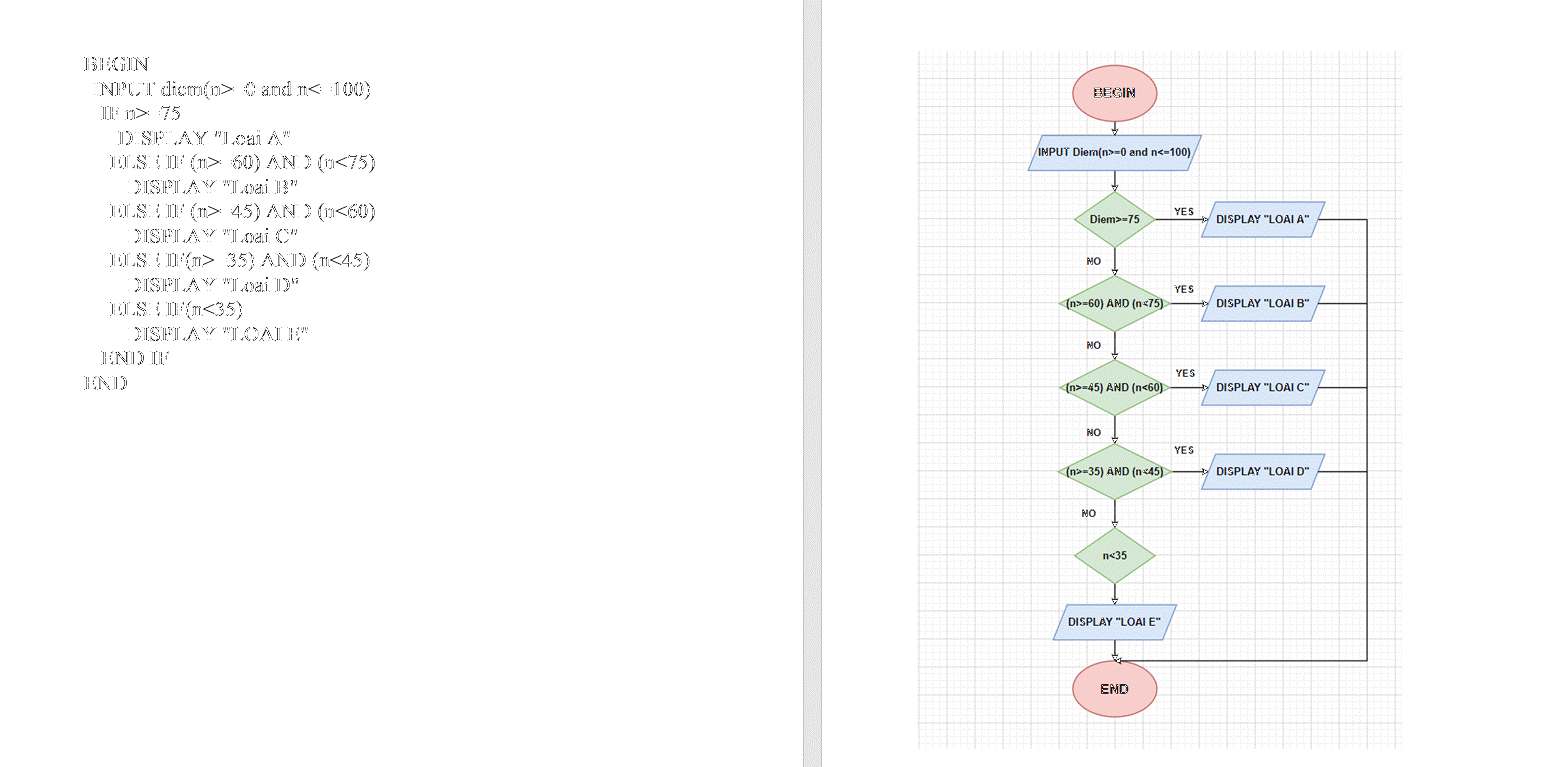 BEGIN
INPUT diem(n>=0 and n<=100)
IF n>=75
DISPLAY "Loai A"
ELSE IF (n>=60) AND (n<75)
DISPLAY "Loai B"
ELSE IF (n>=45) AND (n<60)
DISPLAY "Loai C"
ELSE IF(n>=35) AND (n<45)
DISPLAY "Loai D"
ELSE IF(n<35)
DISPLAY "LOAI E"
END IF
END
BEGIN
INPUT Diem(n>=0 and n<=100)
Diem>=75
YES
DISPLAY "LOAI A"
NO
(n>=60) AND (n<75)
YES
DISPLAY "LOAI B"
NO
(n>=45) AND (n<60)
YES
DISPLAY "LOAI C"
NO
(n>=35) AND (n<45)
YES
DISPLAY "LOAI D"
NO
n<35
DISPLAY "LOAI E"
END